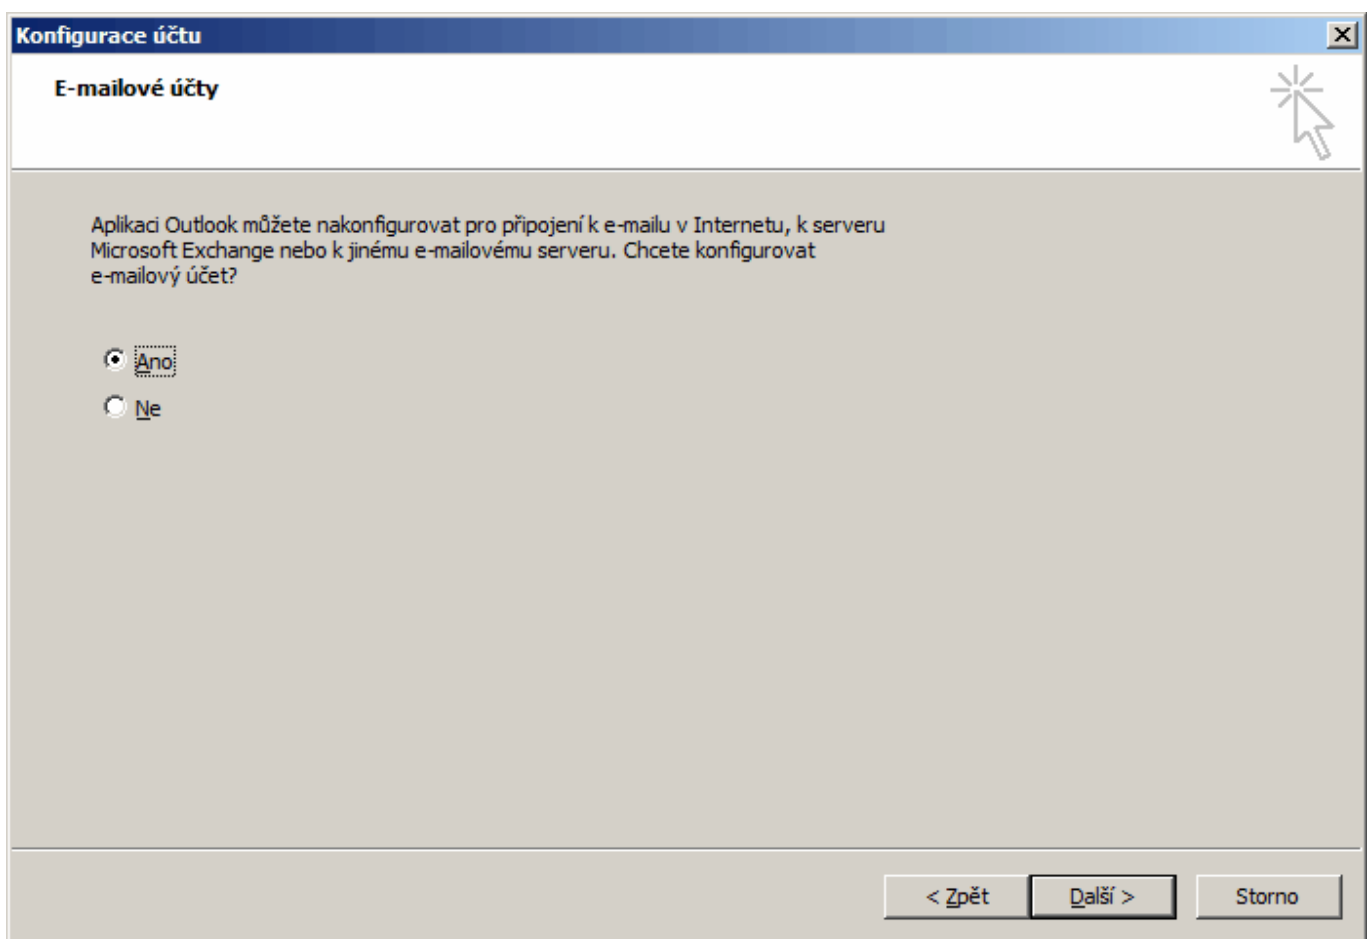 Konfigurace účtu
E-mailové účty
Aplikaci Outlook můžete nakonfigurovat pro připojení k e-mailu v Internetu, k serveru
Microsoft Exchange nebo k jinému e-mailovému serveru. Chcete konfigurovat
e-mailový účet?
Ano
Ne
< Zpět
Další >
Storno